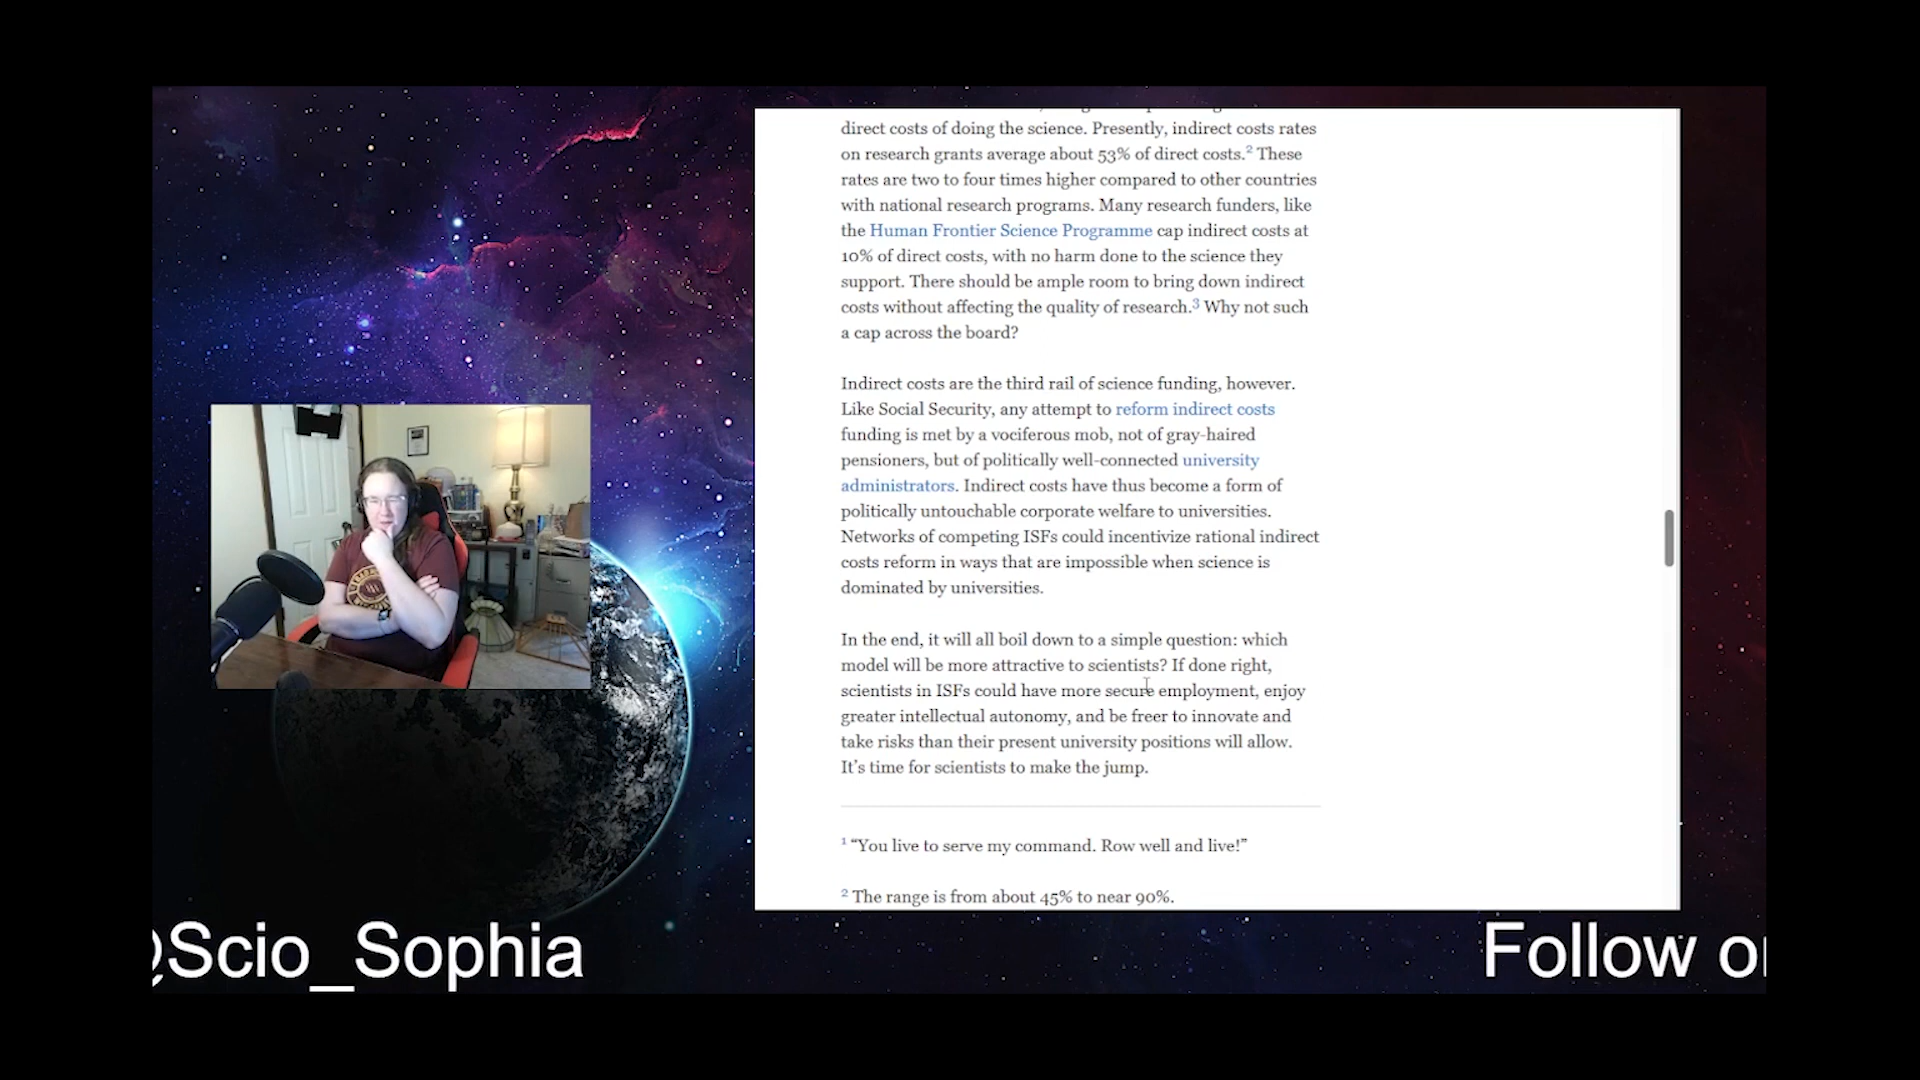 direct costs of doing the science. Presently, indirect costs rates
on research grants average about 53% of direct costs.2 These
rates are two to four times higher compared to other countries
with national research programs. Many research funders, like
the Human Frontier Science Programme cap indirect costs at
10% of direct costs, with no harm done to the science they
support. There should be ample room to bring down indirect
costs without affecting the quality of research.3 Why not such
a cap across the board?
Indirect costs are the third rail of science funding, however.
Like Social Security, any attempt to reform indirect costs
funding is met by a vociferous mob, not of gray-haired
pensioners, but of politically well-connected university
administrators. Indirect costs have thus become a form of
politically untouchable corporate welfare to universities.
Networks of competing ISFs could incentivize rational indirect
costs reform in ways that are impossible when science is
dominated by universities.
In the end, it will all boil down to a simple question: which
model will be more attractive to scientists? If done right,
scientists in ISFs could have more secure employment, enjoy
greater intellectual autonomy, and be freer to innovate and
take risks than their present university positions will allow.
It's time for scientists to make the jump.
1 “You live to serve my command. Row well and live!”
2 The range is from about 45% to near 90%.
@Scio_Sophia
Follow o